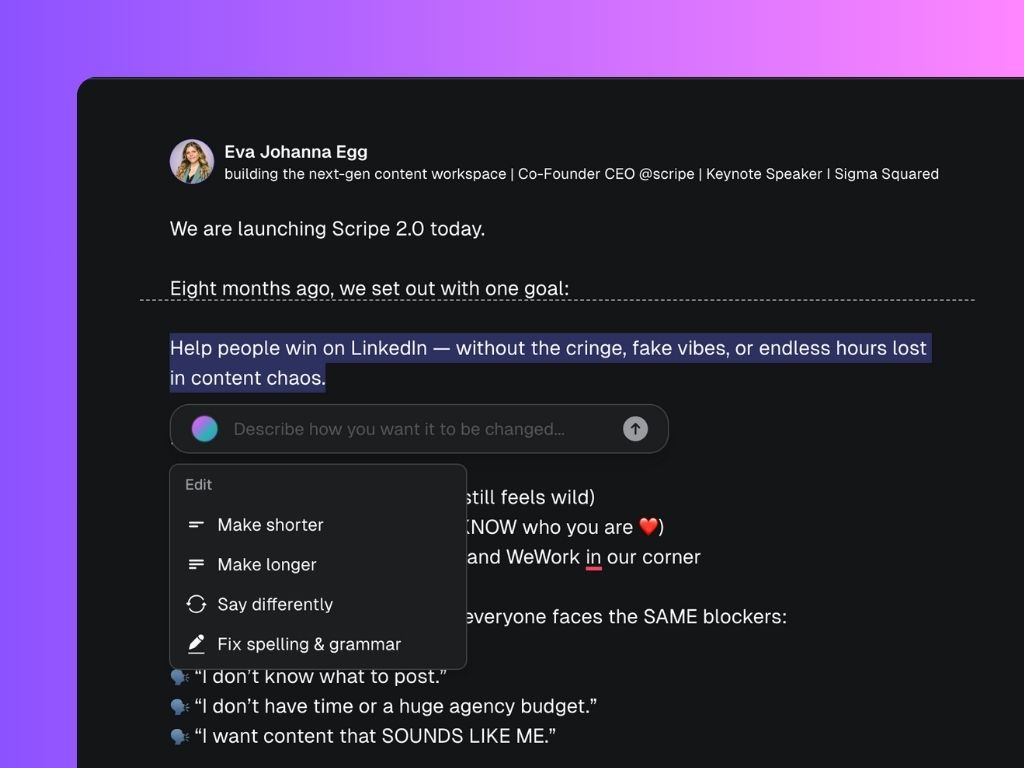 Eva Johanna Egg
building the next-gen content workspace | Co-Founder CEO @scripe | Keynote Speaker I Sigma Squared
We are launching Scripe 2.0 today.
Eight months ago, we set out with one goal:
Help people win on LinkedIn — without the cringe, fake vibes, or endless hours lost
in content chaos.
Describe how you want it to be changed...
Edit
still feels wild)
Make shorter
KNOW who you are ❤️)
and WeWork in our corner
Make longer
Say differently
everyone faces the SAME blockers:
Fix spelling & grammar
🗣️ “I don’t know what to post.”
🗣️ “I don’t have time or a huge agency budget.”
🗣️ “I want content that SOUNDS LIKE ME.”